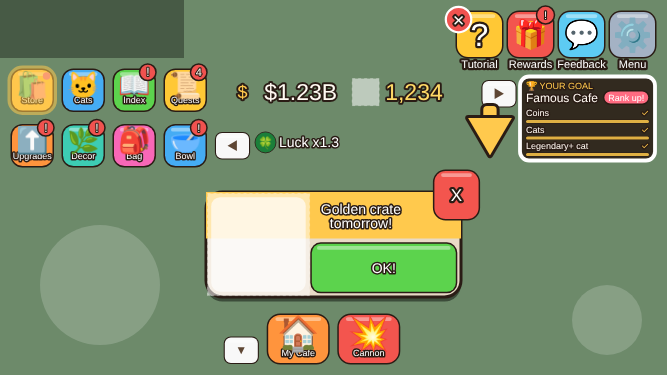 Tutorial
!
Rewards
Feedback
Menu
Store
Cats
!
Index
4
Quests
$ $1.23B
1,234
YOUR GOAL
Famous Cafe
Rank up!
Coins
Cats
Legendary+ cat
!
Upgrades
!
Decor
!
Bag
!
Bowl
Luck x1.3
X
Golden crate
tomorrow!
OK!
My Cafe
Cannon